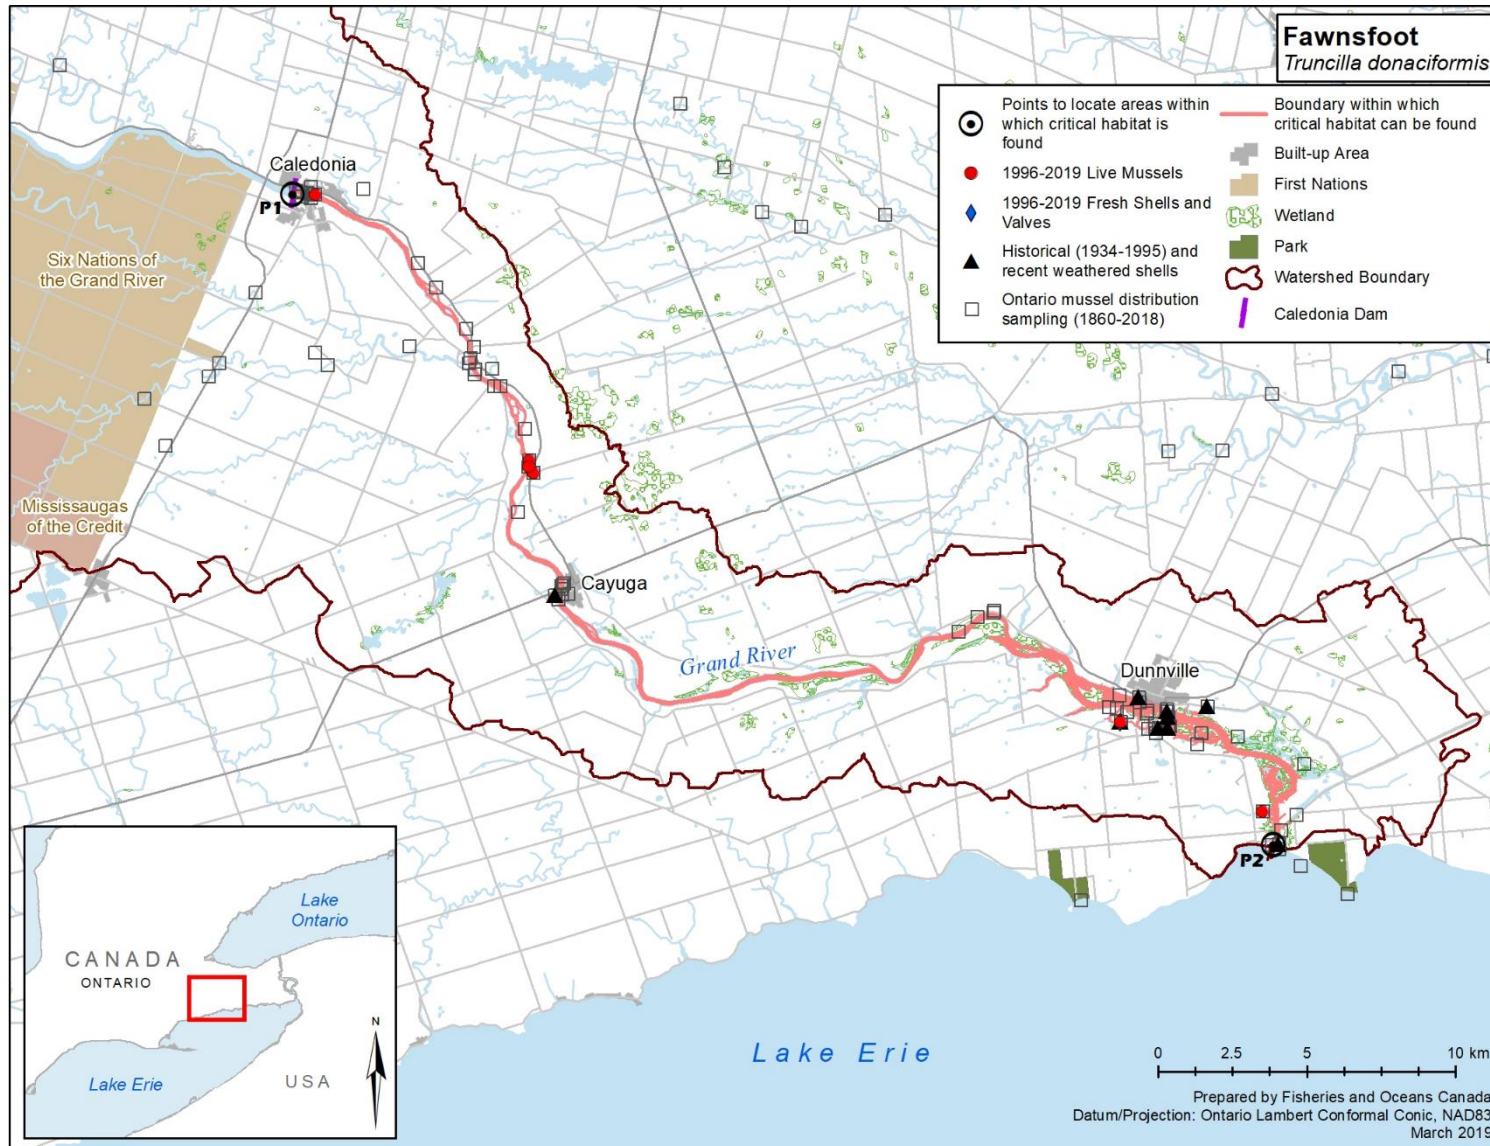 Fawnsfoot
Truncilla donaciformis
Points to locate areas within
which critical habitat is
found
1996-2019 Live Mussels
1996-2019 Fresh Shells and
Valves
Historical (1934-1995) and
recent weathered shells
Ontario mussel distribution
sampling (1860-2018)
Boundary within which
critical habitat can be found
Built-up Area
First Nations
Wetland
Park
Watershed Boundary
Caledonia Dam
Caledonia
P1
Six Nations of
the Grand River
Mississaugas
of the Credit
Cayuga
Grand River
Dunnville
P2
Lake Erie
Lake
Ontario
CANADA
ONTARIO
N
Lake Erie
USA
0 2.5 5 10 km
Prepared by Fisheries and Oceans Canada
Datum/Projection: Ontario Lambert Conformal Conic, NAD83
March 2019